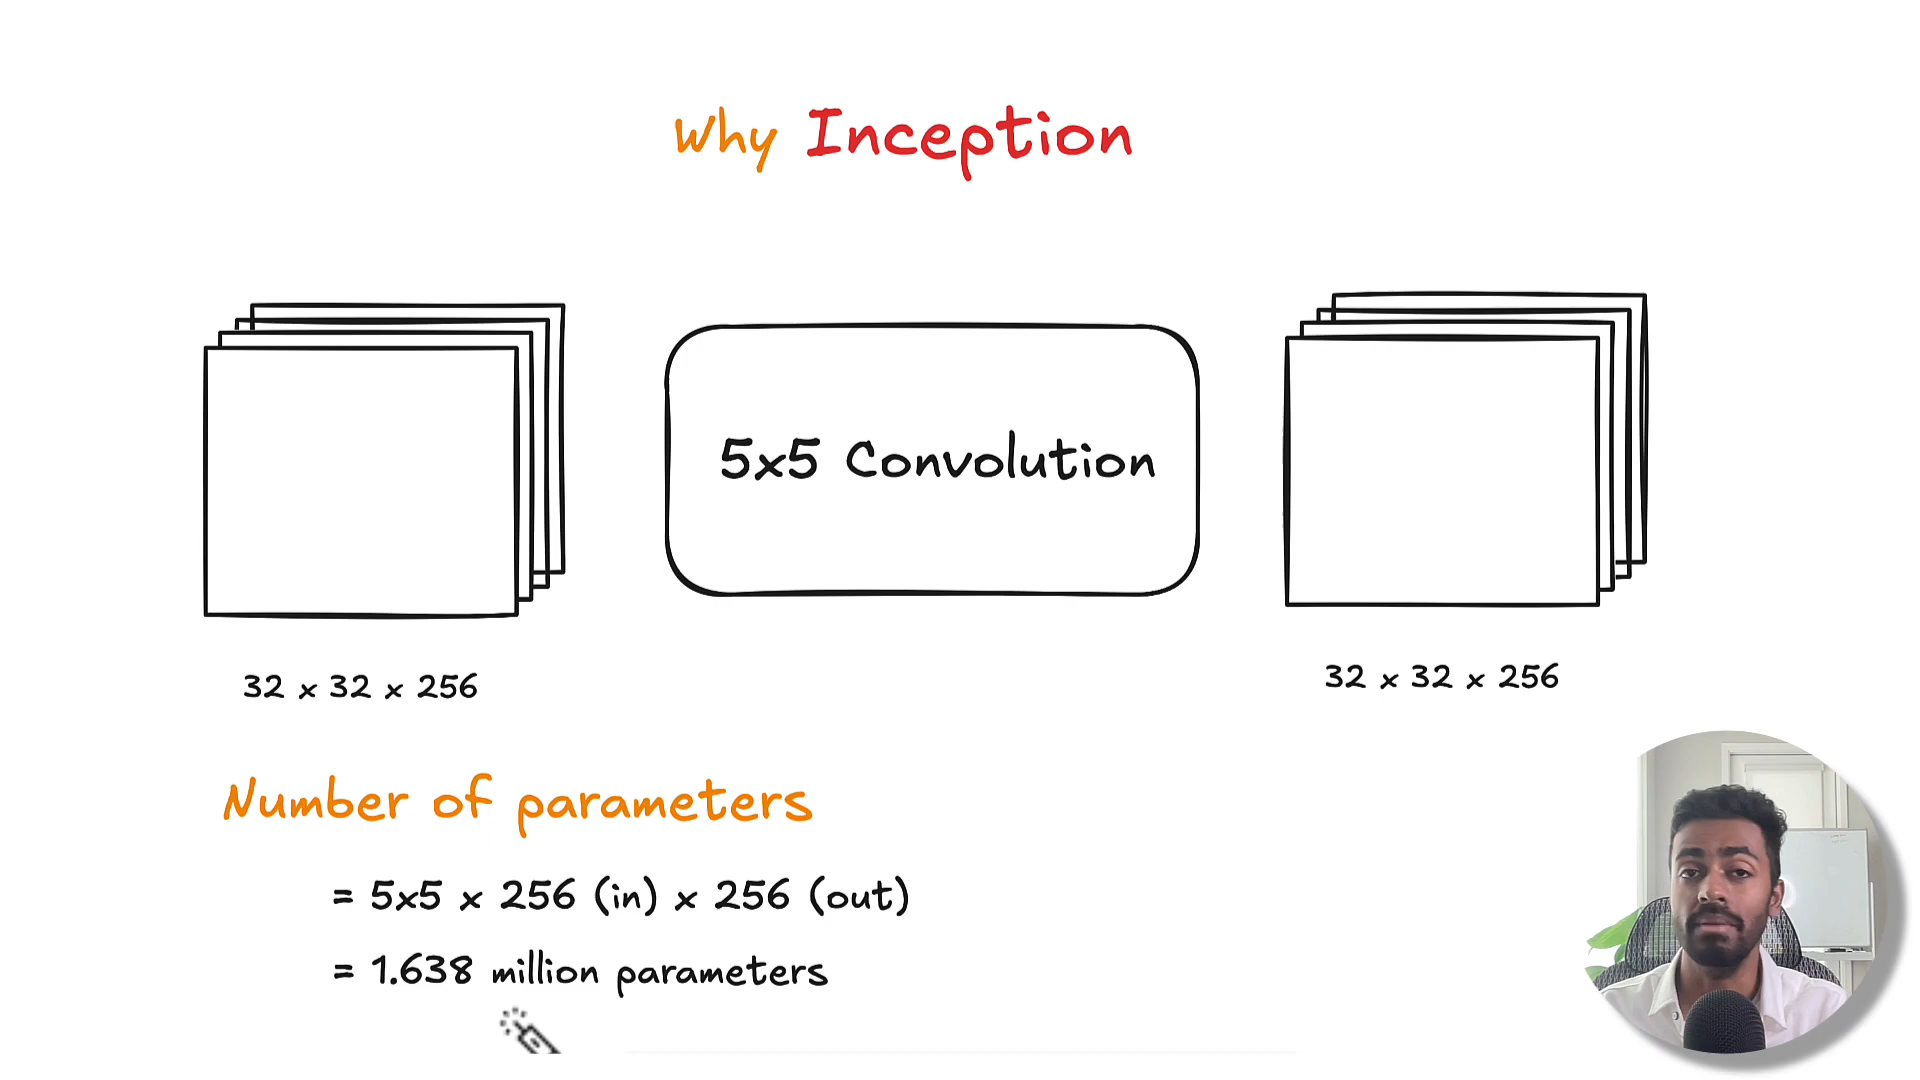 Why Inception
5x5 Convolution
32 x 32 x 256
32 x 32 x 256
Number of parameters
= 5x5 x 256 (in) x 256 (out)
= 1.638 million parameters